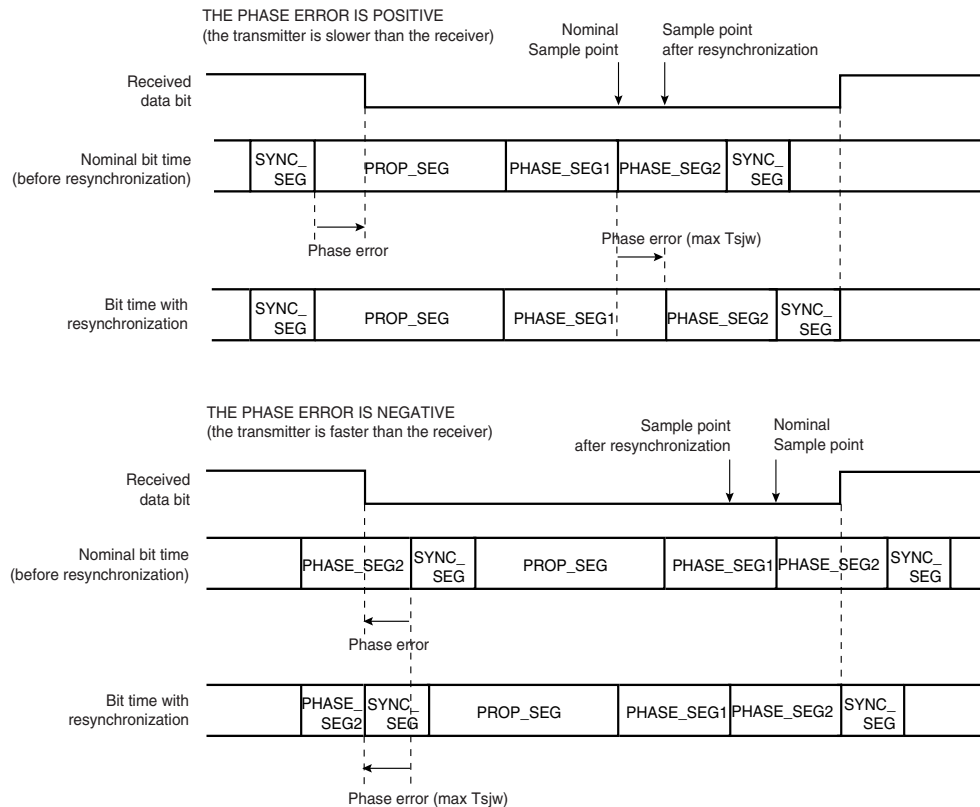 THE PHASE ERROR IS POSITIVE
(the transmitter is slower than the receiver)
Nominal
Sample point
Sample point
after resynchronization
Received
data bit
Nominal bit time
(before resynchronization)
SYNC_
SEG
PROP_SEG
PHASE_SEG1
PHASE_SEG2
SYNC_
SEG
Phase error
Phase error (max Tsjw)
Bit time with
resynchronization
SYNC_
SEG
PROP_SEG
PHASE_SEG1
PHASE_SEG2
SYNC_
SEG
THE PHASE ERROR IS NEGATIVE
(the transmitter is faster than the receiver)
Sample point
after resynchronization
Nominal
Sample point
Received
data bit
Nominal bit time
(before resynchronization)
PHASE_SEG2
SYNC_
SEG
PROP_SEG
PHASE_SEG1
PHASE_SEG2
SYNC_
SEG
Phase error
Bit time with
resynchronization
PHASE_
SEG2
SYNC_
SEG
PROP_SEG
PHASE_SEG1
PHASE_SEG2
SYNC_
SEG
Phase error (max Tsjw)